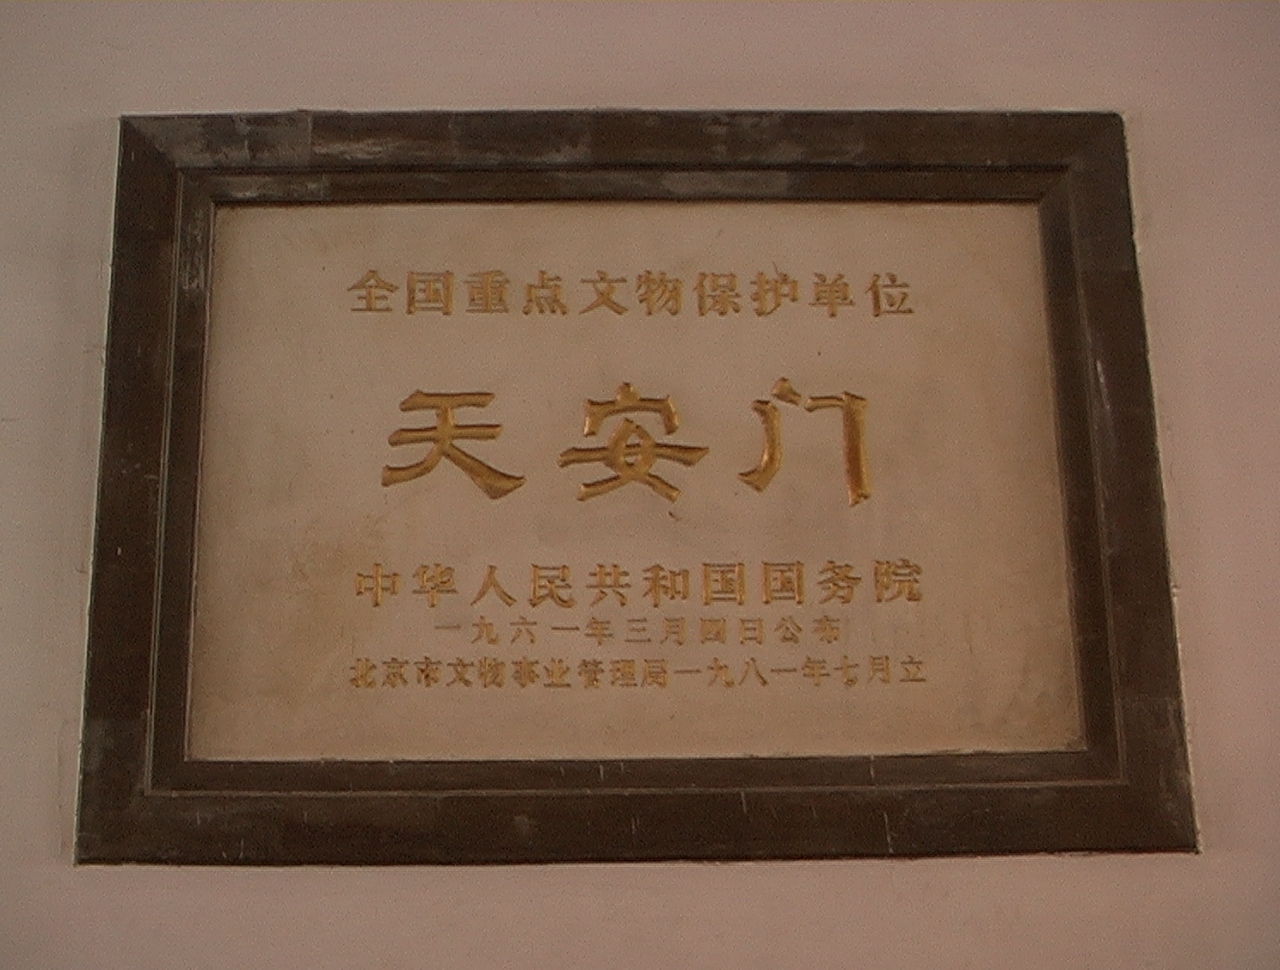 全国重点文物保护单位
天安门
中华人民共和国国务院
一九六一年三月四日公布
北京市文物事业管理局一九八一年七月立